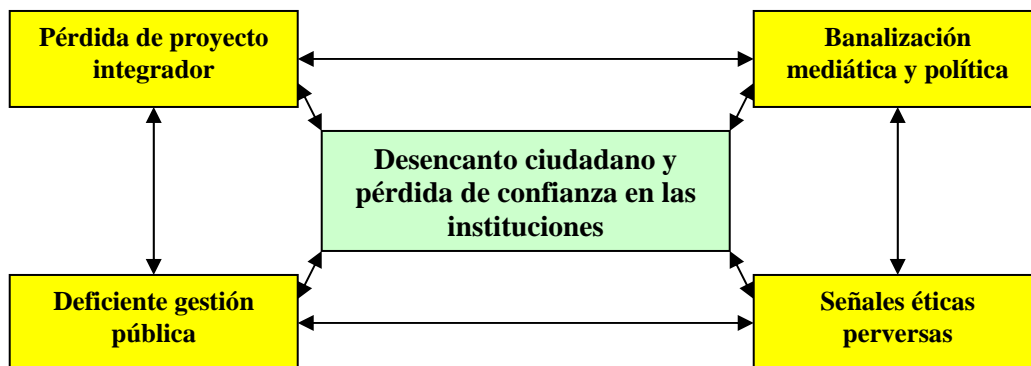 Pérdida de proyecto
integrador
Banalización
mediática y política
Desencanto ciudadano y
pérdida de confianza en las
instituciones
Deficiente gestión
pública
Señales éticas
perversas